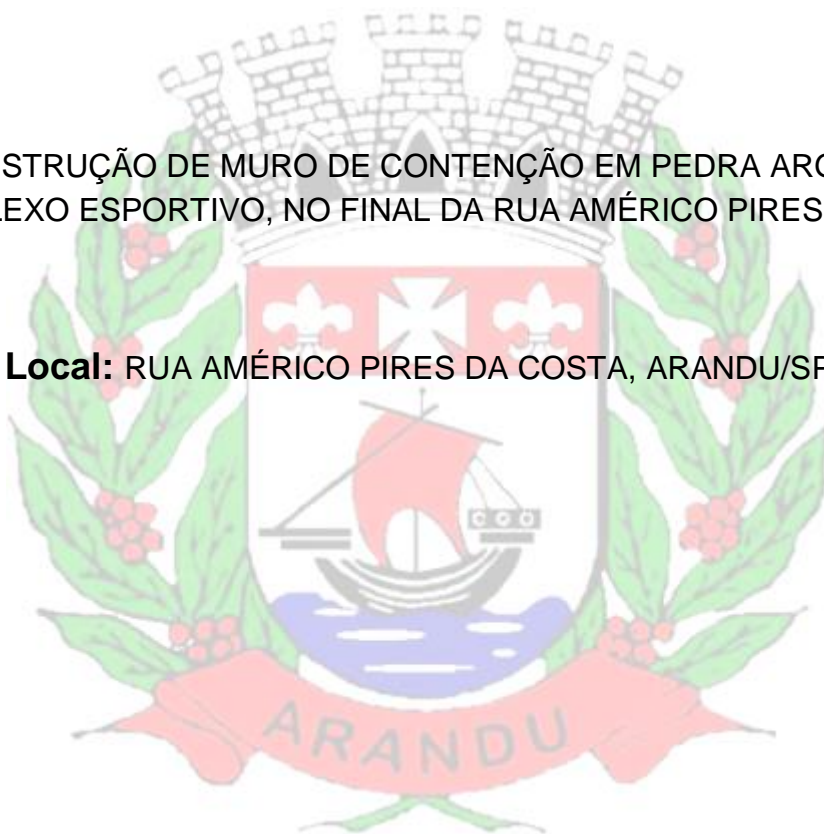 STRUÇÃO DE MURO DE CONTENÇÃO EM PEDRA ARG
LEXO ESPORTIVO, NO FINAL DA RUA AMÉRICO PIRES
Local: RUA AMÉRICO PIRES DA COSTA, ARANDU/SP
ARANDU